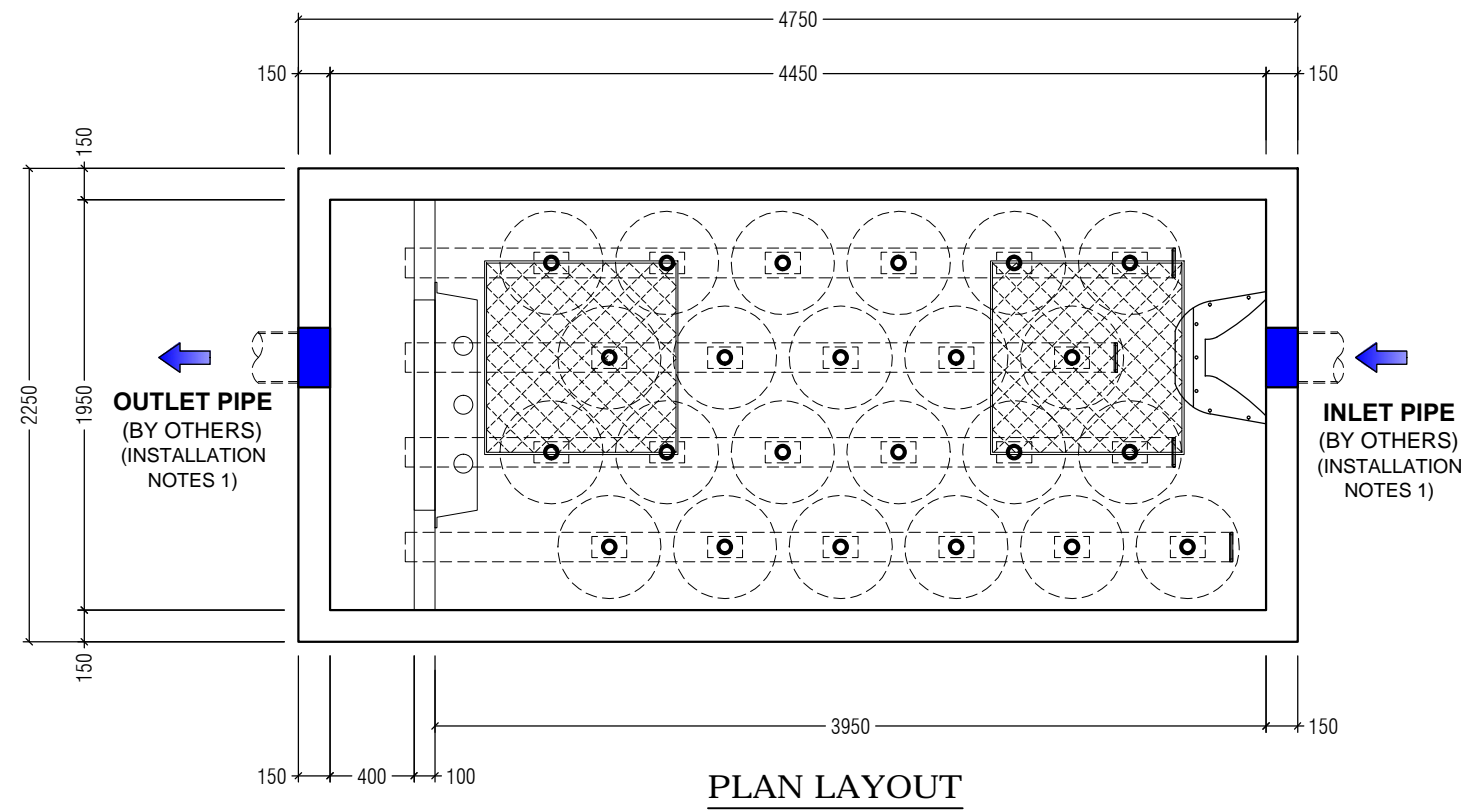 4750
150
4450
150
150
2250
1950
150
OUTLET PIPE
(BY OTHERS)
(INSTALLATION
NOTES 1)
INLET PIPE
(BY OTHERS)
(INSTALLATION
NOTES 1)
3950
150
150
400
100
PLAN LAYOUT